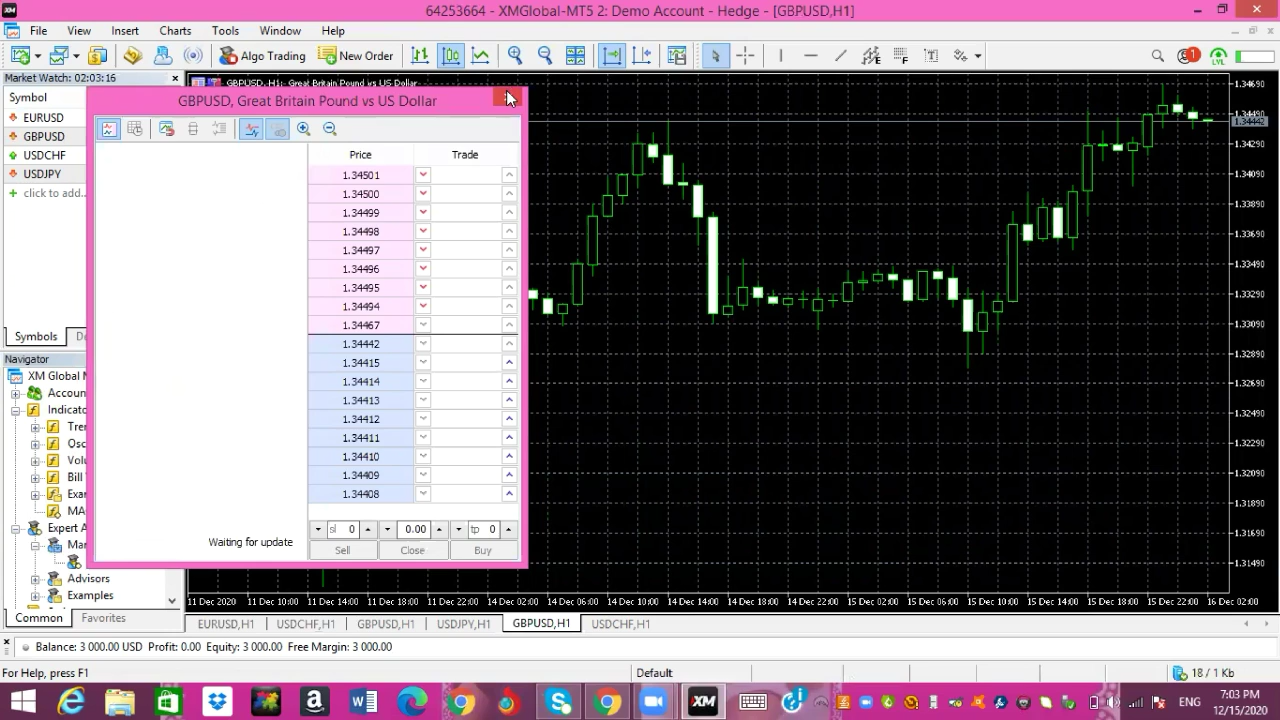 64253664 - XMGlobal-MT5 2: Demo Account - Hedge - [GBPUSD,H1]
File View Insert Charts Tools Window Help
Algo Trading New Order
Market Watch: 02:03:16
Symbol
EURUSD
GBPUSD
USDCHF
USDJPY
click to add...
Symbols
Navigator
XM Global
Common Favorites
Advisors
Examples
GBPUSD, H1: Great Britain Pound vs US Dollar
GBPUSD, Great Britain Pound vs US Dollar
Price Trade
1.34501
1.34500
1.34499
1.34498
1.34497
1.34496
1.34495
1.34494
1.34467
1.34442
1.34415
1.34414
1.34413
1.34412
1.34411
1.34410
1.34409
1.34408
Waiting for update
sl 0 0.00 tp 0
Sell Close Buy
1.34690
1.34490
1.34290
1.34090
1.33890
1.33690
1.33490
1.33290
1.33090
1.32890
1.32690
1.32490
1.32290
1.32090
1.31890
1.31690
1.31490
11 Dec 2020 11 Dec 10:00 11 Dec 14:00 11 Dec 18:00 11 Dec 22:00 14 Dec 02:00 14 Dec 06:00 14 Dec 10:00 14 Dec 14:00 14 Dec 18:00 14 Dec 22:00 15 Dec 02:00 15 Dec 06:00 15 Dec 10:00 15 Dec 14:00 15 Dec 18:00 15 Dec 22:00 16 Dec 02:00
EURUSD,H1 USDCHF,H1 GBPUSD,H1 USDJPY,H1 GBPUSD,H1 USDCHF,H1
Balance: 3 000.00 USD Profit: 0.00 Equity: 3 000.00 Free Margin: 3 000.00
For Help, press F1 Default 18 / 1 Kb
ENG 7:03 PM
12/15/2020